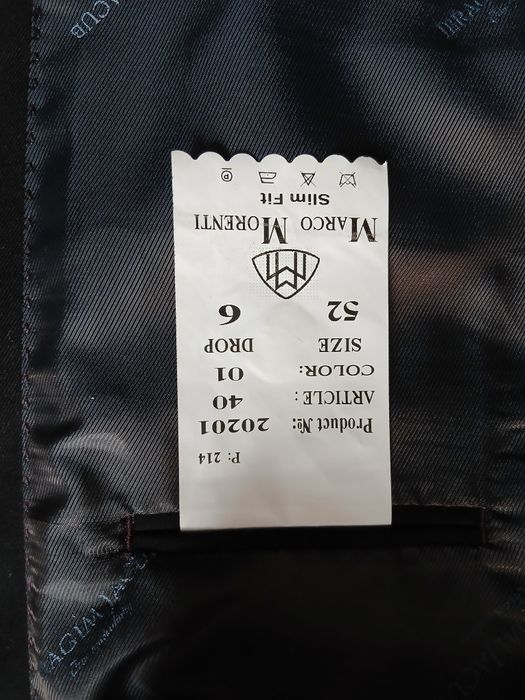 P: 214
Product №: 20201
ARTICLE: 40
COLOR: 01
SIZE DROP
52 6
MARCO MORENTI
Slim Fit
P